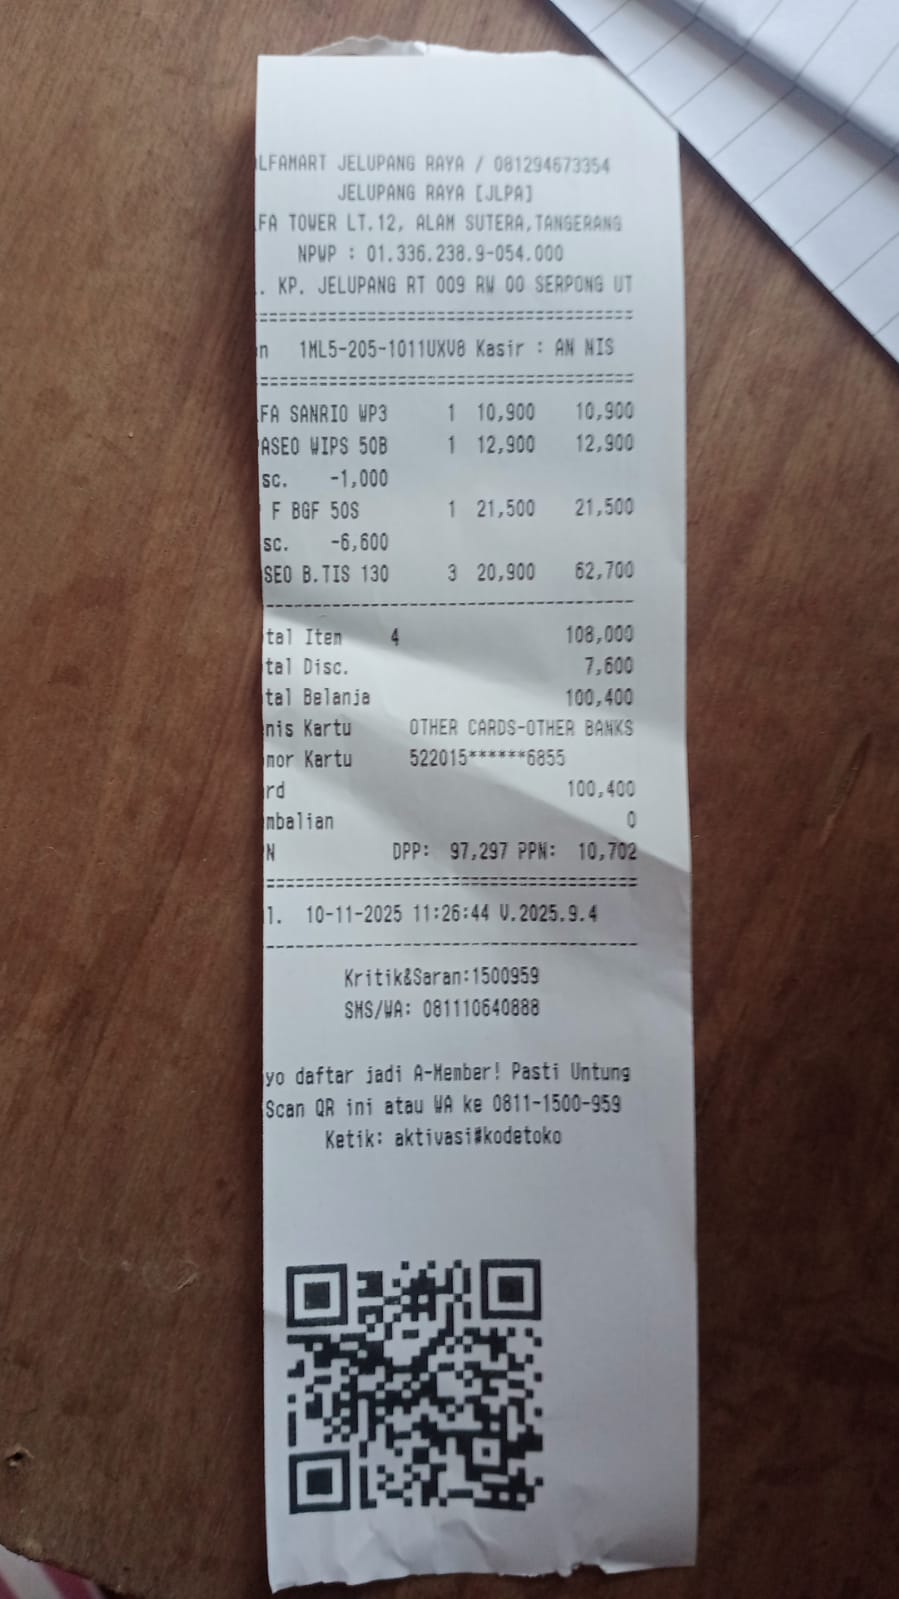 LFAMART JELUPANG RAYA / 081294673354
JELUPANG RAYA [JLPA]
FA TOWER LT.12, ALAM SUTERA,TANGERANG
NPWP : 01.336.238.9-054.000
. KP. JELUPANG RT 009 RW 00 SERPONG UT
n 1ML5-205-1011UXV8 Kasir : AN NIS
FA SANRIO WP3 1 10,900 10,900
ASEO WIPS 50B 1 12,900 12,900
sc. -1,000
F BGF 50S 1 21,500 21,500
sc. -6,600
SEO B.TIS 130 3 20,900 62,700
tal Item 4 108,000
tal Disc. 7,600
tal Belanja 100,400
nis Kartu OTHER CARDS-OTHER BANKS
mor Kartu 522015******6855
rd 100,400
mbalian 0
N DPP: 97,297 PPN: 10,702
l. 10-11-2025 11:26:44 V.2025.9.4
Kritik&Saran:1500959
SMS/WA: 081110640888
yo daftar jadi A-Member! Pasti Untung
Scan QR ini atau WA ke 0811-1500-959
Ketik: aktivasi#kodetoko